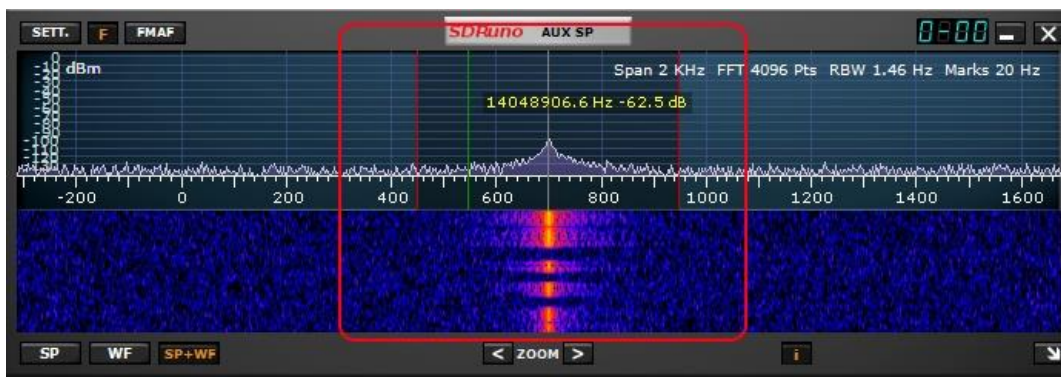 SETT. F FMAF SDRuno AUX SP 0-00
dBm Span 2 KHz FFT 4096 Pts RBW 1.46 Hz Marks 20 Hz
14048906.6 Hz -62.5 dB
-200 0 200 400 600 800 1000 1200 1400 1600
SP WF SP+WF < ZOOM > i